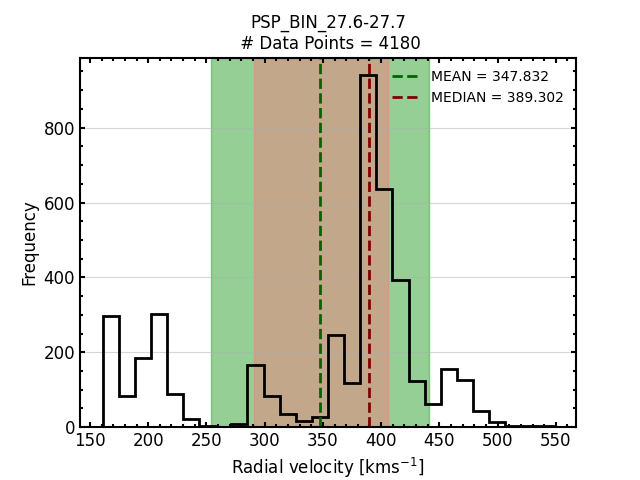 PSP_BIN_27.6-27.7
# Data Points = 4180
MEAN = 347.832
MEDIAN = 389.302
Frequency
800
600
400
200
0
150 200 250 300 350 400 450 500 550
Radial velocity [kms⁻¹]